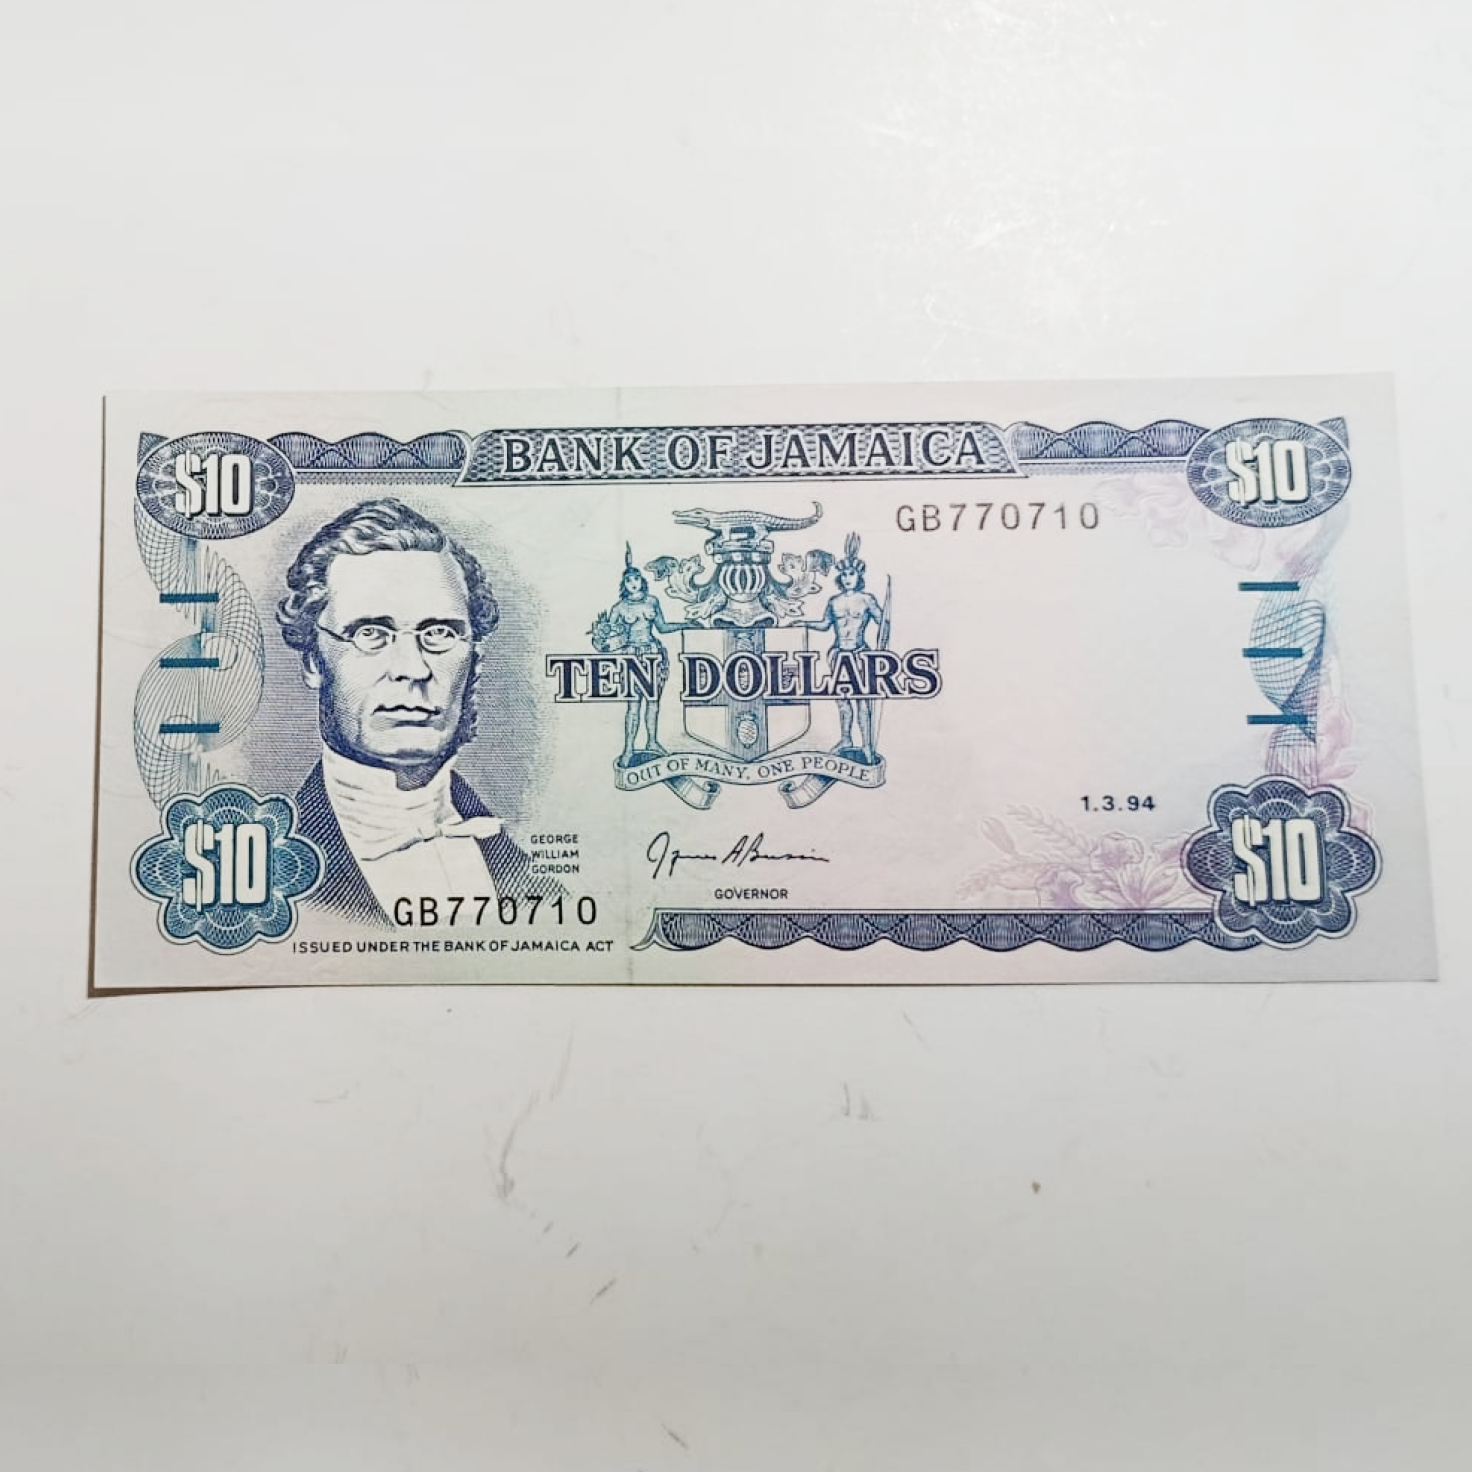 $10
BANK OF JAMAICA
$10
GB770710
TEN DOLLARS
OUT OF MANY, ONE PEOPLE
1.3.94
$10
GEORGE
WILLIAM
GORDON
GOVERNOR
$10
GB770710
ISSUED UNDER THE BANK OF JAMAICA ACT